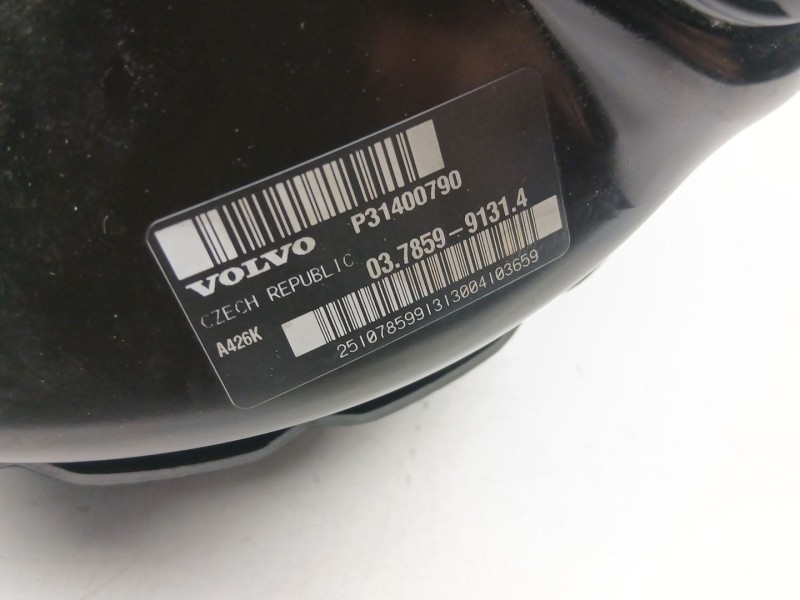 P31400790
VOLVO
03.7859-9131.4
CZECH REPUBLIC
A426K
2510785991313004103659